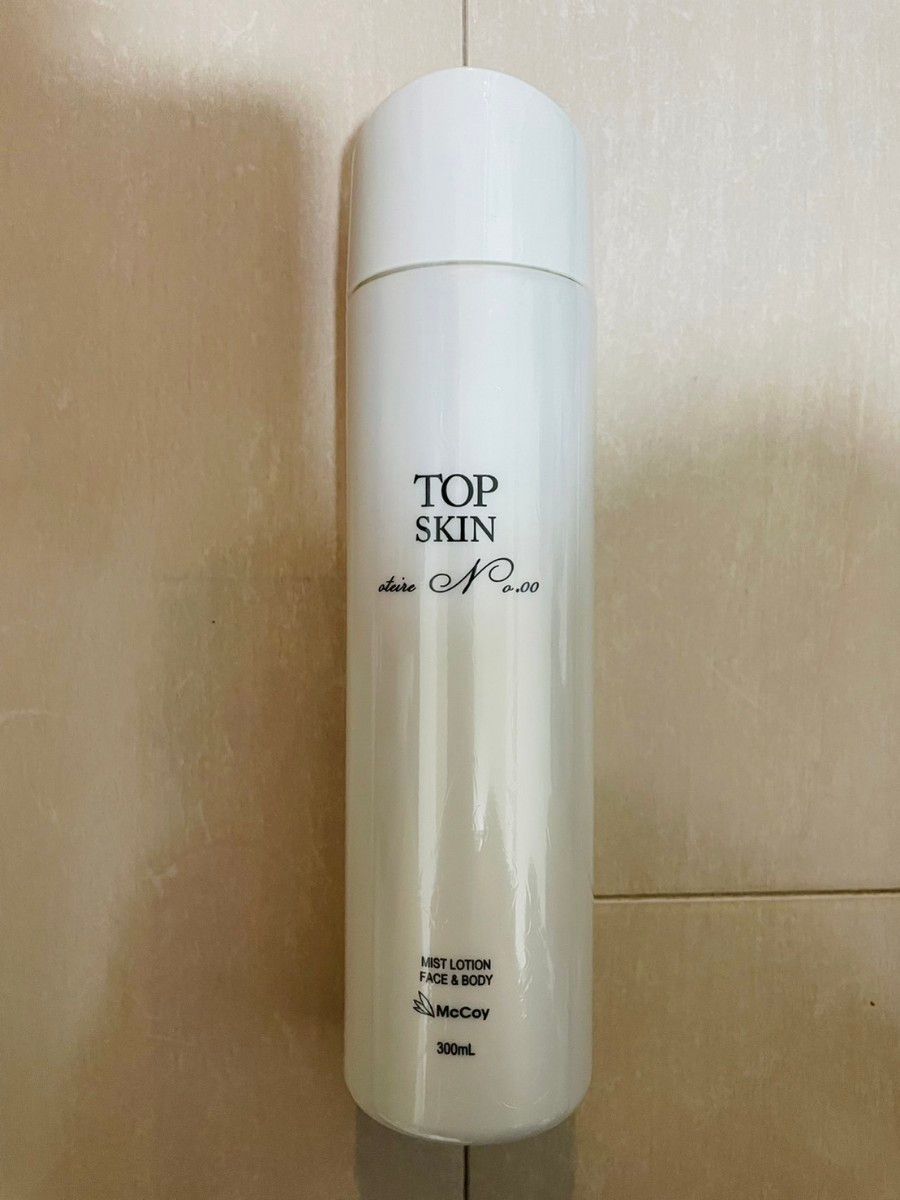 TOP
SKIN
oteire No.00
MIST LOTION
FACE & BODY
McCoy
300mL